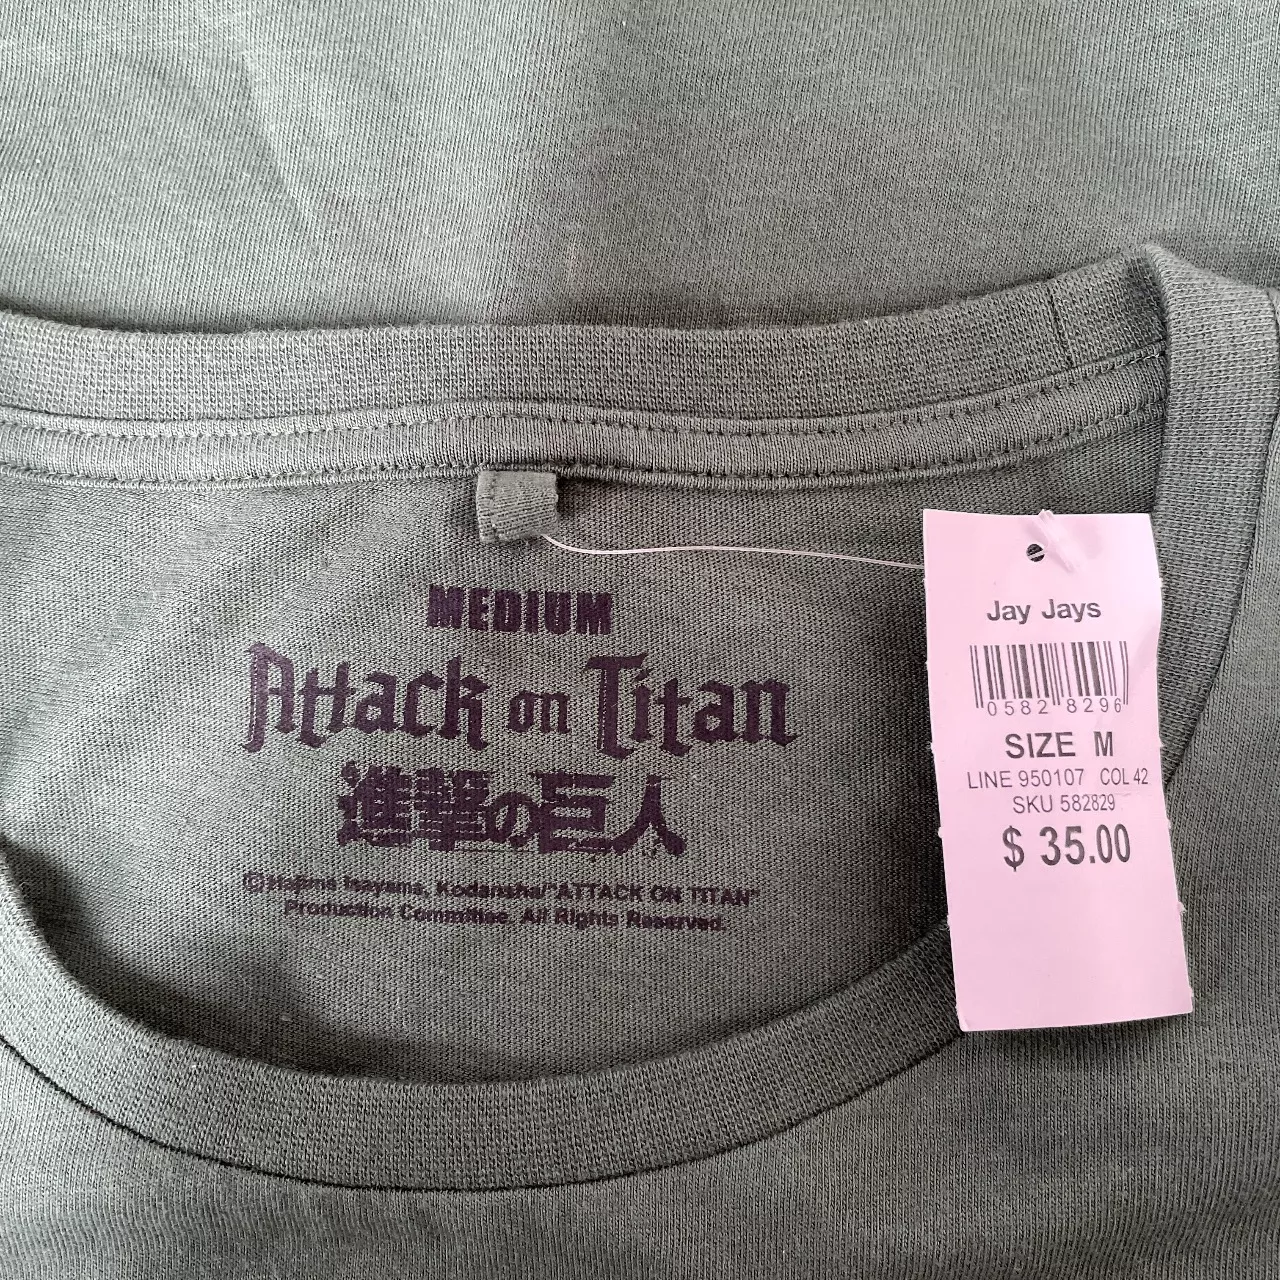 MEDIUM
Attack on Titan
進撃の巨人
©Hajime Isayama, Kodansha/"ATTACK ON TITAN"
Production Committee. All Rights Reserved.
Jay Jays
0582 8296
SIZE M
LINE 950107 COL 42
SKU 582829
$ 35.00